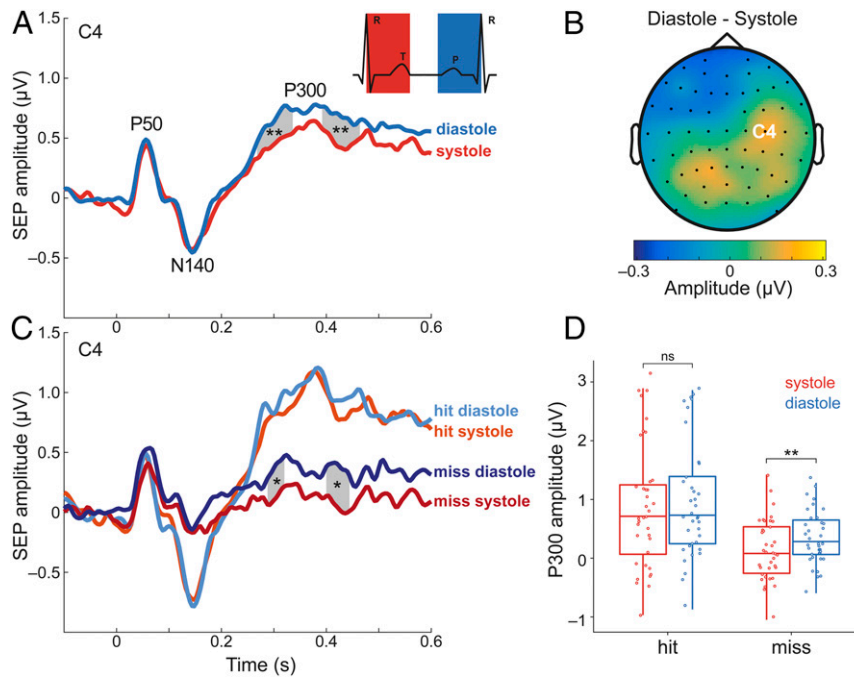 A
C4
SEP amplitude (µV)
1.5
1.0
0.5
0
−0.5
P50
N140
P300
**
**
diastole
systole
R
T
P
R
0
0.2
0.4
0.6
B
Diastole - Systole
C4
−0.3
0
0.3
Amplitude (µV)
C
C4
SEP amplitude (µV)
1.5
1.0
0.5
0
−0.5
hit diastole
hit systole
miss diastole
miss systole
*
*
0
0.2
0.4
0.6
Time (s)
D
P300 amplitude (µV)
3
2
1
0
−1
ns
systole
diastole
**
hit
miss